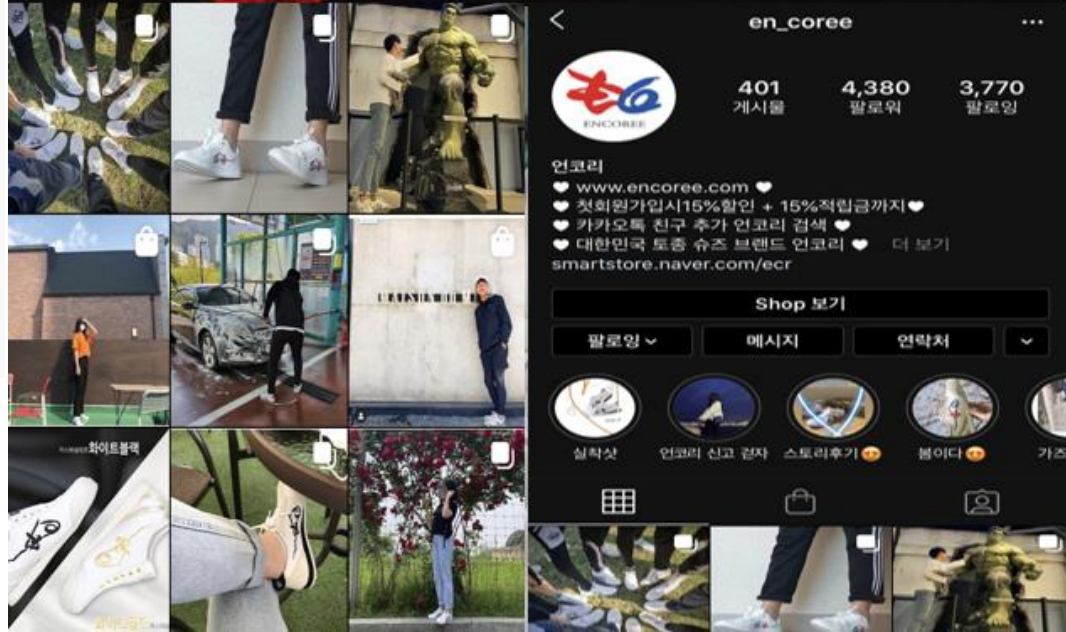 화이트블랙
en_coree
ENCOREE
401
게시물
4,380
팔로워
3,770
팔로잉
언코리
♥ www.encoree.com ♥
♥ 첫회원가입시15%할인 + 15%적립금까지♥
♥ 카카오톡 친구 추가 언코리 검색 ♥
♥ 대한민국 토종 슈즈 브랜드 언코리 ♥ 더 보기
smartstore.naver.com/ecr
Shop 보기
팔로잉
메시지
연락처
실착샷
언코리 신고 걷자
스토리후기😊
봄이다😊
가즈